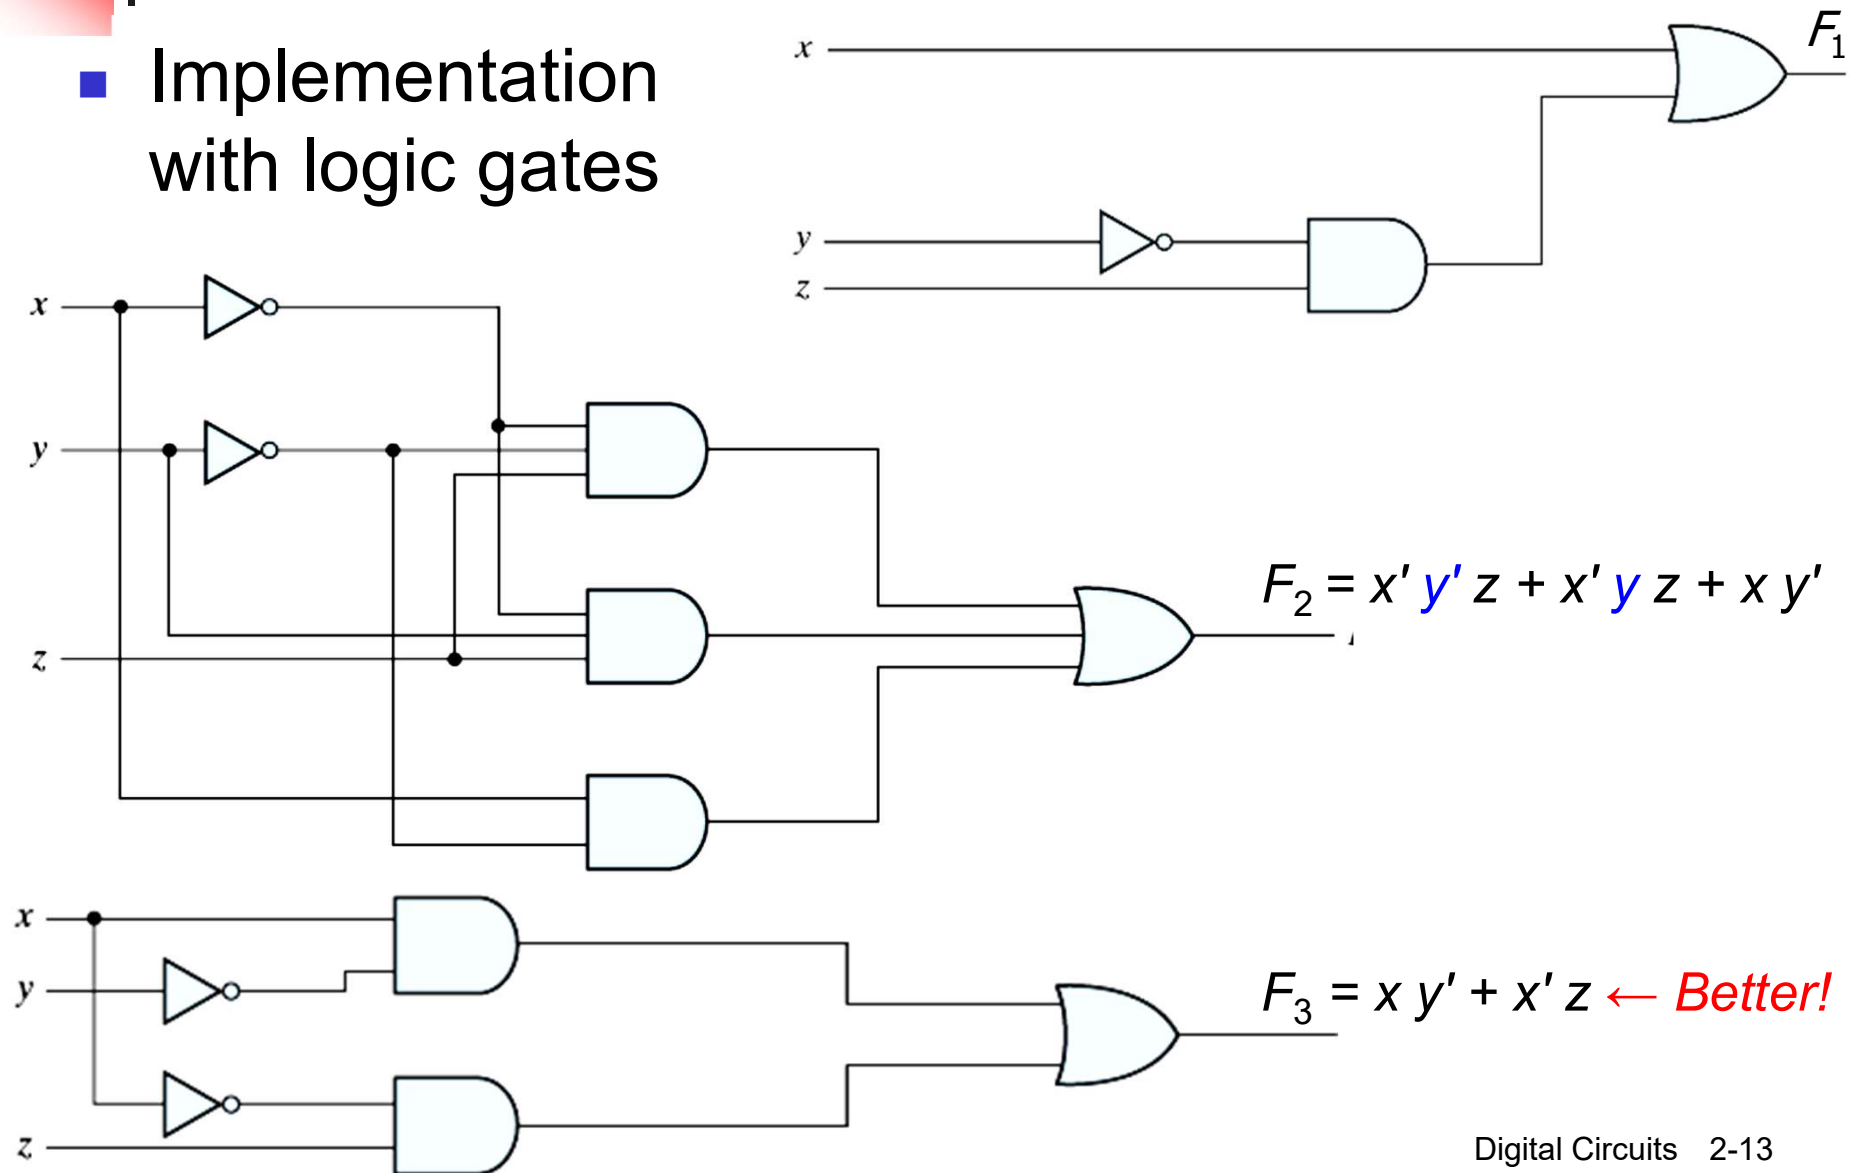 Implementation
with logic gates
x
F₁
y
z
x
y
z
F₂ = x' y' z + x' y z + x y'
x
y
z
F₃ = x y' + x' z ← Better!
Digital Circuits 2-13